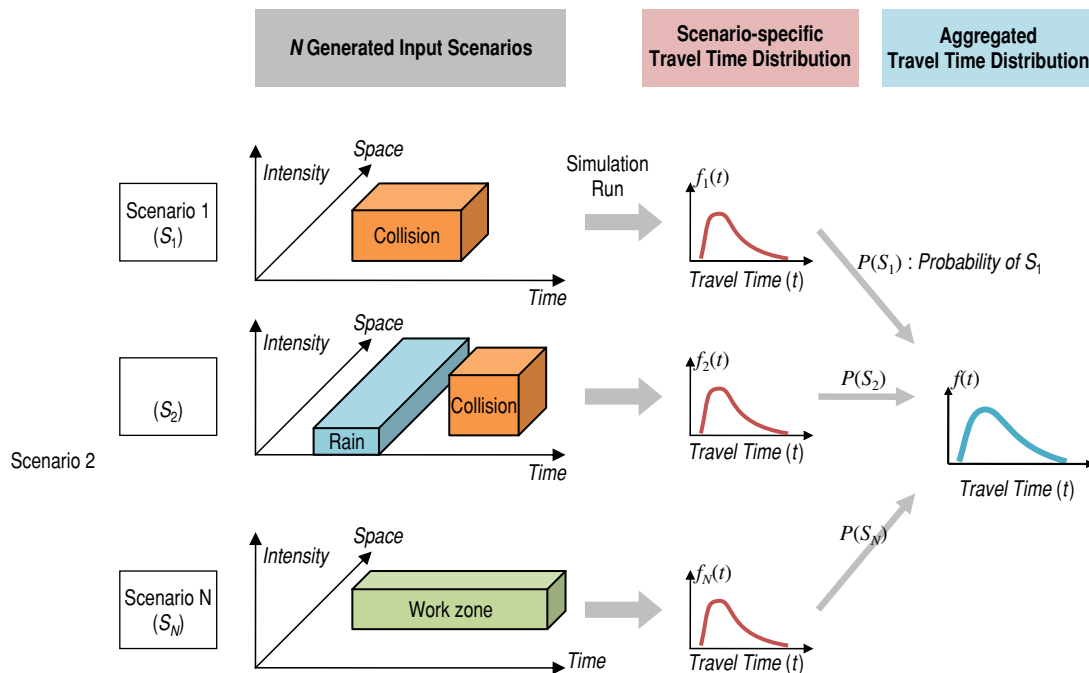 N Generated Input Scenarios
Scenario-specific
Travel Time Distribution
Aggregated
Travel Time Distribution
Scenario 1
(S1)
Intensity
Space
Collision
Time
Simulation
Run
f1(t)
Travel Time (t)
P(S1) : Probability of S1
Scenario 2
(S2)
Intensity
Space
Rain
Collision
Time
f2(t)
Travel Time (t)
P(S2)
f(t)
Travel Time (t)
Scenario N
(SN)
Intensity
Space
Work zone
Time
fN(t)
Travel Time (t)
P(SN)